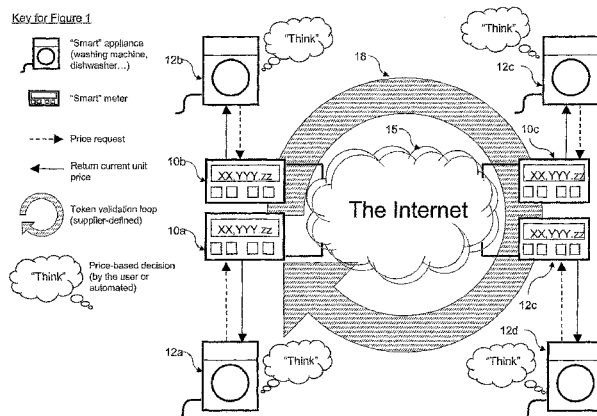 Key for Figure 1
"Smart" appliance
(washing machine,
dishwasher...)
"Smart" meter
Price request
Return current unit
price
Token validation loop
(supplier-defined)
"Think"
Price-based decision
(by the user or
automated)
12b
"Think"
18
"Think"
12c
15
10b
XX,YYY.zz
10c
XX,YYY.zz
The Internet
10a
XX,YYY.zz
XX,YYY.zz
12c
12a
"Think"
"Think"
12d